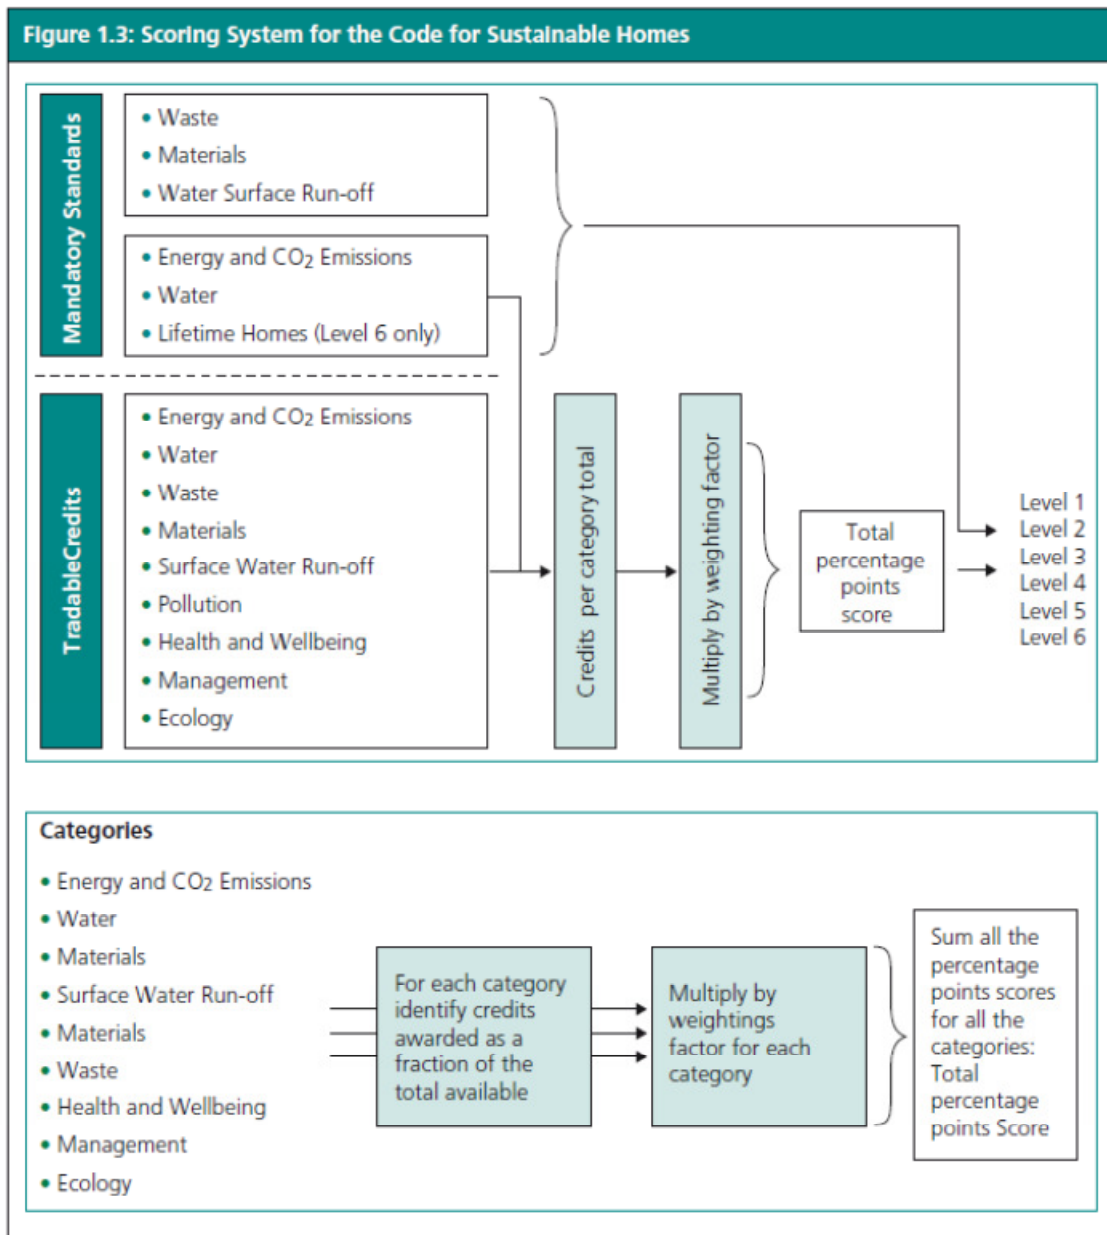 Figure 1.3: Scoring System for the Code for Sustainable Homes
Mandatory Standards
• Waste
• Materials
• Water Surface Run-off
• Energy and CO2 Emissions
• Water
• Lifetime Homes (Level 6 only)
TradableCredits
• Energy and CO2 Emissions
• Water
• Waste
• Materials
• Surface Water Run-off
• Pollution
• Health and Wellbeing
• Management
• Ecology
Credits per category total
Multiply by weighting factor
Total
percentage
points
score
Level 1
Level 2
Level 3
Level 4
Level 5
Level 6
Categories
• Energy and CO2 Emissions
• Water
• Materials
• Surface Water Run-off
• Materials
• Waste
• Health and Wellbeing
• Management
• Ecology
For each category
identify credits
awarded as a
fraction of the
total available
Multiply by
weightings
factor for each
category
Sum all the
percentage
points scores
for all the
categories:
Total
percentage
points Score